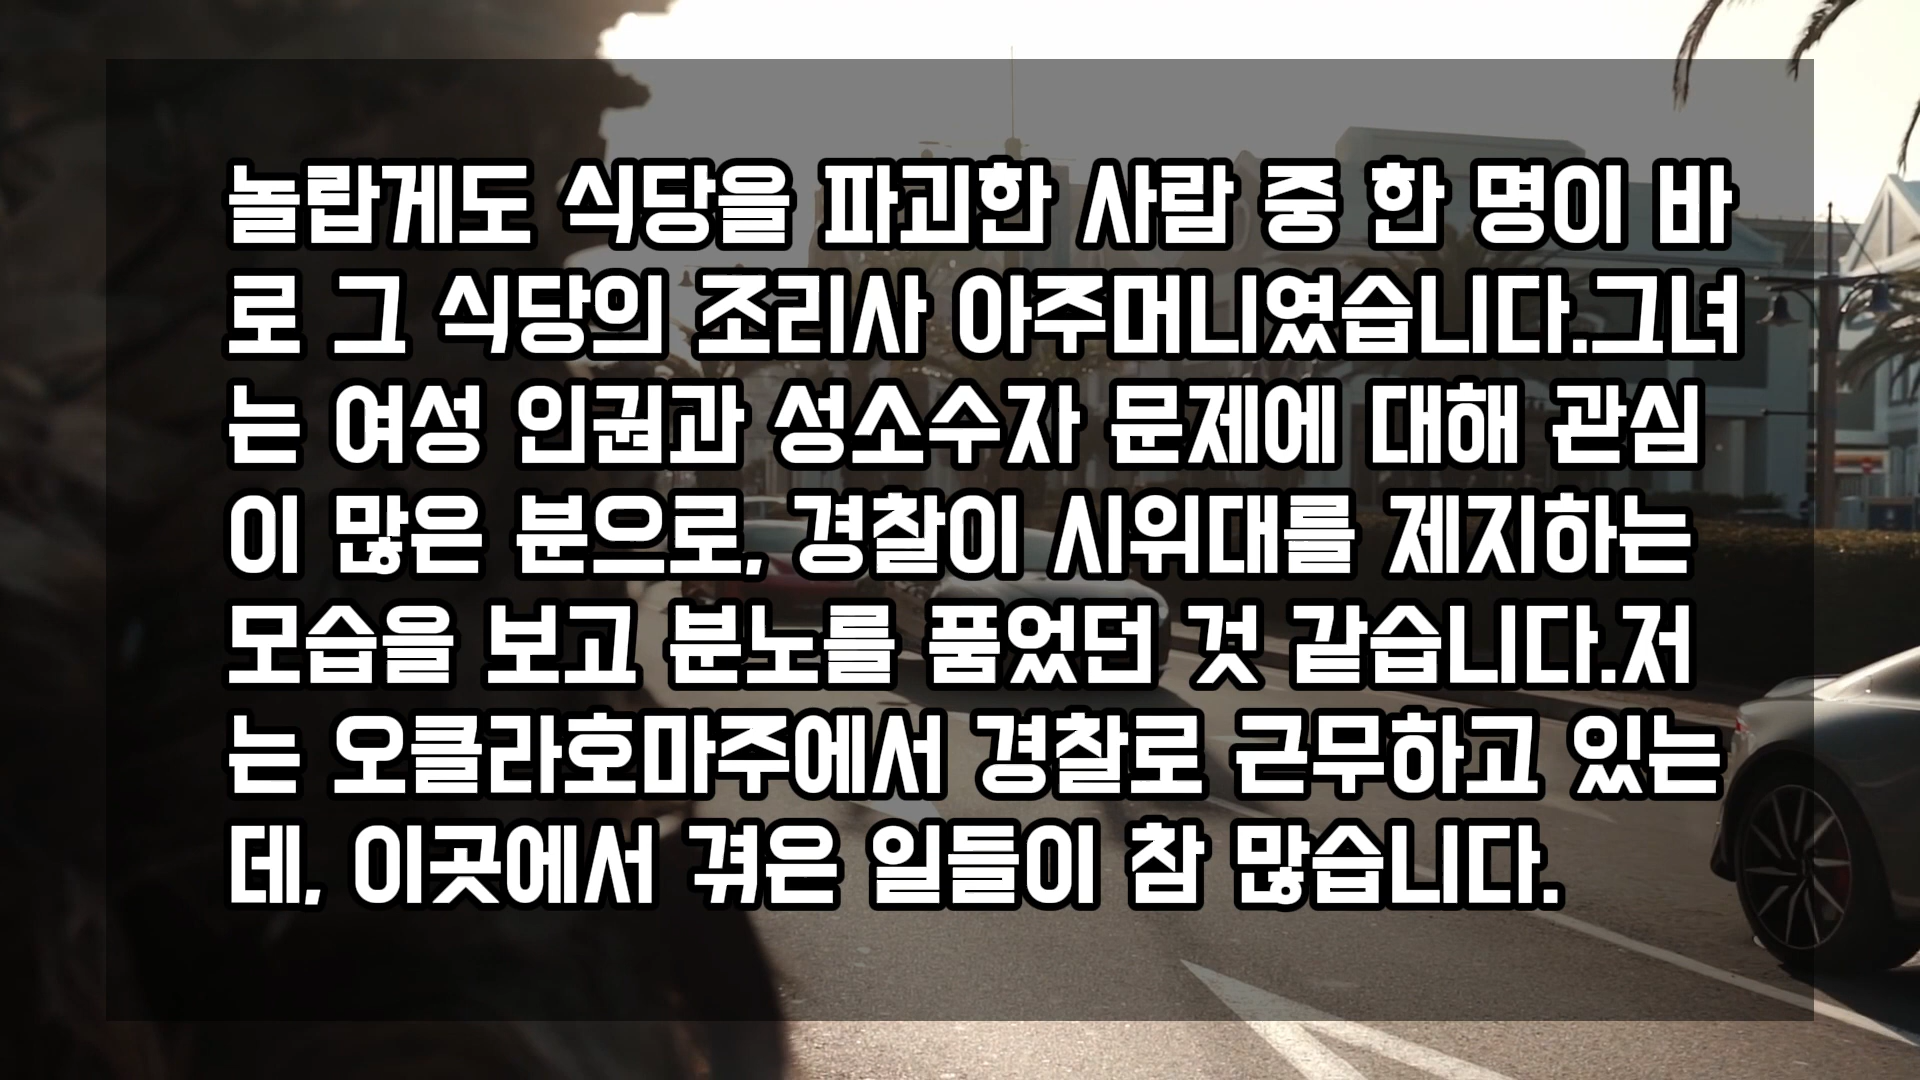 놀랍게도 식당을 파괴한 사람 중 한 명이 바
로 그 식당의 조리사 아주머니였습니다.그녀
는 여성 인권과 성소수자 문제에 대해 관심
이 많은 분으로, 경찰이 시위대를 제지하는
모습을 보고 분노를 품었던 것 같습니다.저
는 오클라호마주에서 경찰로 근무하고 있는
데, 이곳에서 겪은 일들이 참 많습니다.